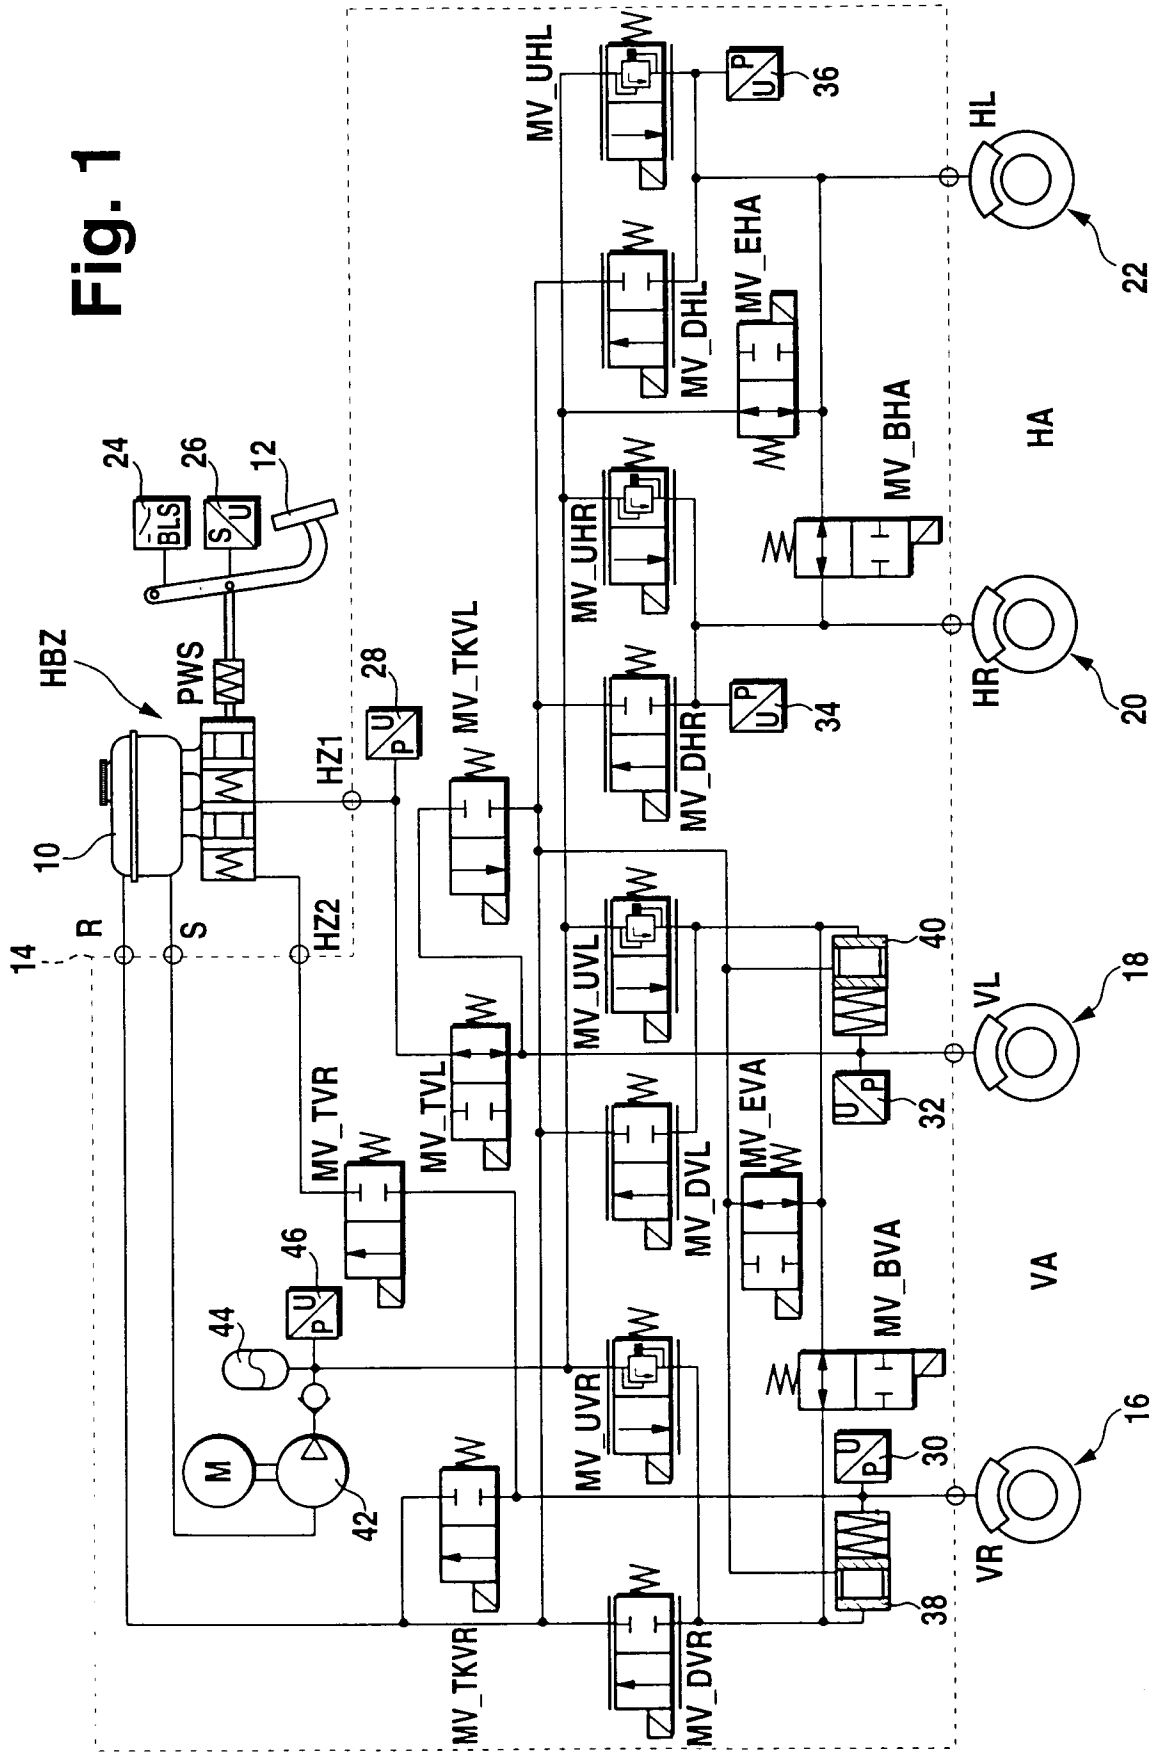 Fig. 1
HBZ
PWS
24
BLS
26
S
U
12
10
R
S
14
HZ2
HZ1
28
P
U
MV_TKVL
MV_TVR
MV_TVL
46
P
U
44
M
42
MV_TKVR
MV_UHL
MV_UHR
MV_UVL
MV_UVR
MV_DHL
MV_DHR
MV_DVL
MV_DVR
U
P
36
U
P
34
MV_EHA
MV_BHA
MV_EVA
MV_BVA
40
U
P
32
U
P
30
38
VR
16
VA
VL
18
HR
20
HA
HL
22